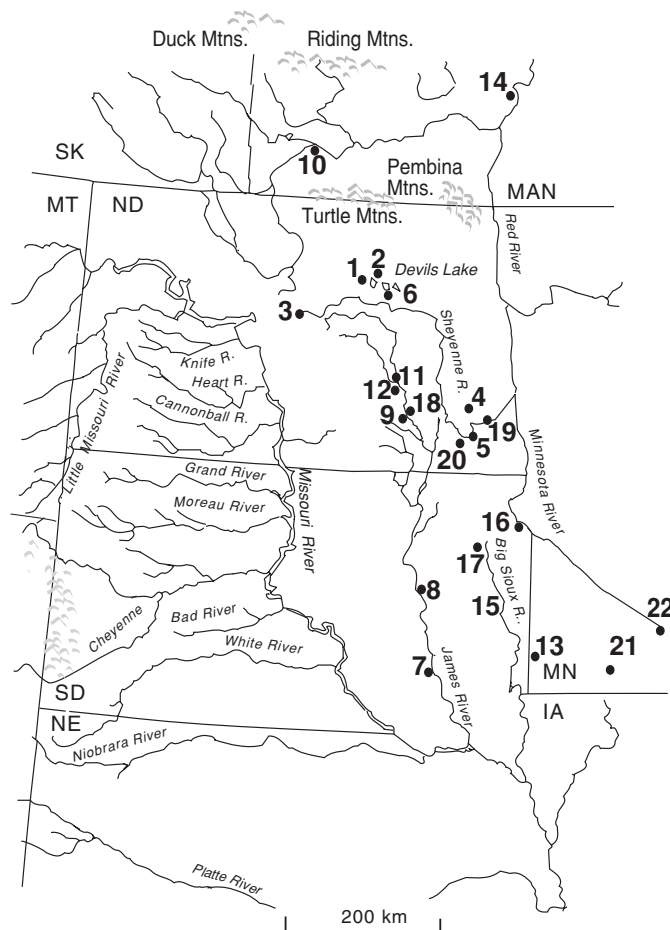 Duck Mtns. Riding Mtns.
14
SK
10
Pembina
Mtns.
MAN
MT ND
Turtle Mtns.
Red River
2
1 Devils Lake
6
3
Sheyenne R.
Knife R.
11
Heart R.
12
18 4
Little Missouri River
Cannonball R.
9 19
5
20
Minnesota River
Grand River
Missouri River
Moreau River
16
17
Big Sioux R..
8
15
22
Cheyenne
Bad River
White River
13 21
7
MN
James River
SD
IA
NE
Niobrara River
Platte River
200 km